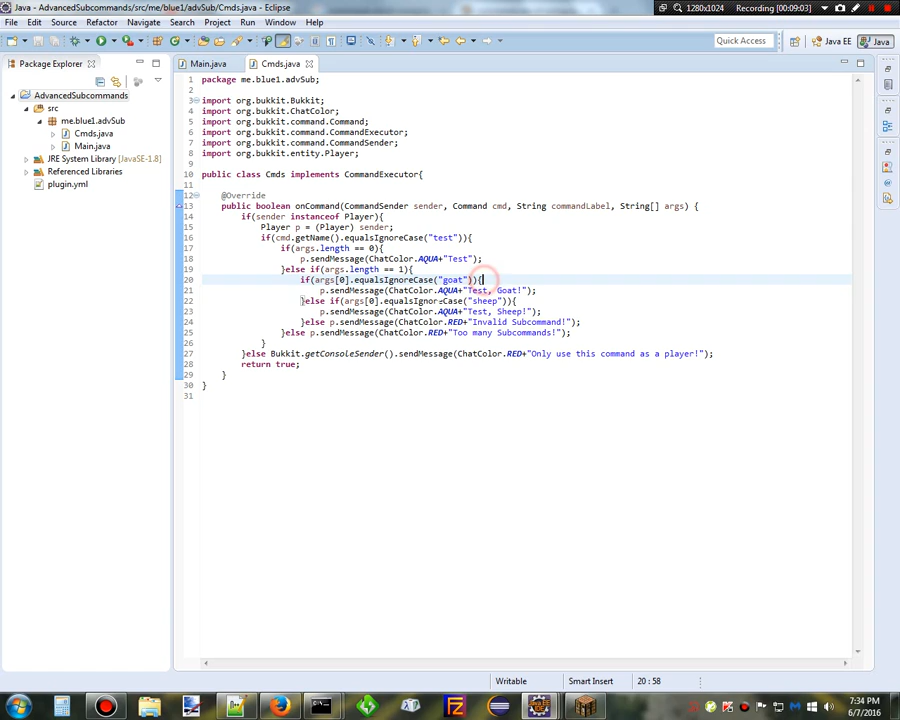 Java - AdvancedSubcommands/src/me/blue1/advSub/Cmds.java - Eclipse
1280x1024
Recording [00:09:03]
File Edit Source Refactor Navigate Search Project Run Window Help
Quick Access
Java EE
Java
Package Explorer
Main.java
Cmds.java
AdvancedSubcommands
src
me.blue1.advSub
Cmds.java
Main.java
JRE System Library [JavaSE-1.8]
Referenced Libraries
plugin.yml
1 package me.blue1.advSub;
2
3 import org.bukkit.Bukkit;
4 import org.bukkit.ChatColor;
5 import org.bukkit.command.Command;
6 import org.bukkit.command.CommandExecutor;
7 import org.bukkit.command.CommandSender;
8 import org.bukkit.entity.Player;
9
10 public class Cmds implements CommandExecutor{
11
12 @Override
13 public boolean onCommand(CommandSender sender, Command cmd, String commandLabel, String[] args) {
14 if(sender instanceof Player){
15 Player p = (Player) sender;
16 if(cmd.getName().equalsIgnoreCase("test")){
17 if(args.length == 0){
18 p.sendMessage(ChatColor.AQUA+"Test");
19 }else if(args.length == 1){
20 if(args[0].equalsIgnoreCase("goat")){
21 p.sendMessage(ChatColor.AQUA+"Test, Goat!");
22 }else if(args[0].equalsIgnoreCase("sheep")){
23 p.sendMessage(ChatColor.AQUA+"Test, Sheep!");
24 }else p.sendMessage(ChatColor.RED+"Invalid Subcommand!");
25 }else p.sendMessage(ChatColor.RED+"Too many Subcommands!");
26 }
27 }else Bukkit.getConsoleSender().sendMessage(ChatColor.RED+"Only use this command as a player!");
28 return true;
29 }
30 }
31
Writable
Smart Insert
20 : 58
7:34 PM
6/7/2016